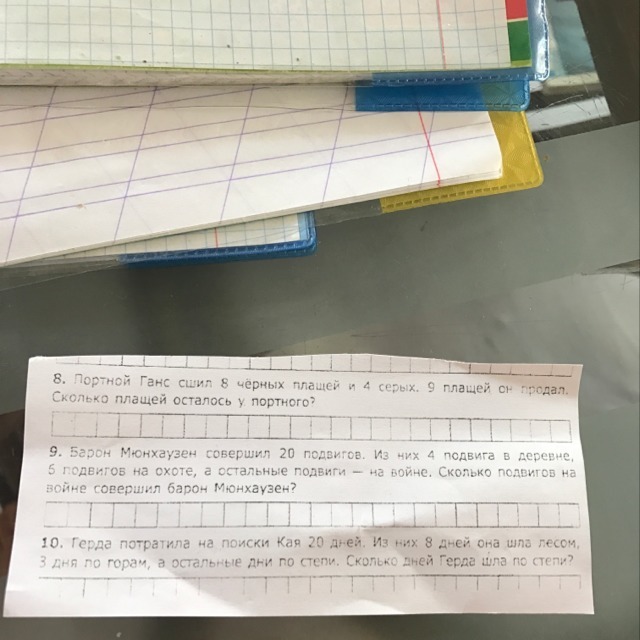 8. Портной Ганс сшил 8 чёрных плащей и 4 серых. 9 плащей он продал.
Сколько плащей осталось у портного?
9. Барон Мюнхаузен совершил 20 подвигов. Из них 4 подвига в деревне,
5 подвигов на охоте, а остальные подвиги — на войне. Сколько подвигов на
войне совершил барон Мюнхаузен?
10. Герда потратила на поиски Кая 20 дней. Из них 8 дней она шла лесом,
3 дня по горам, а остальные дни по степи. Сколько дней Герда шла по степи?